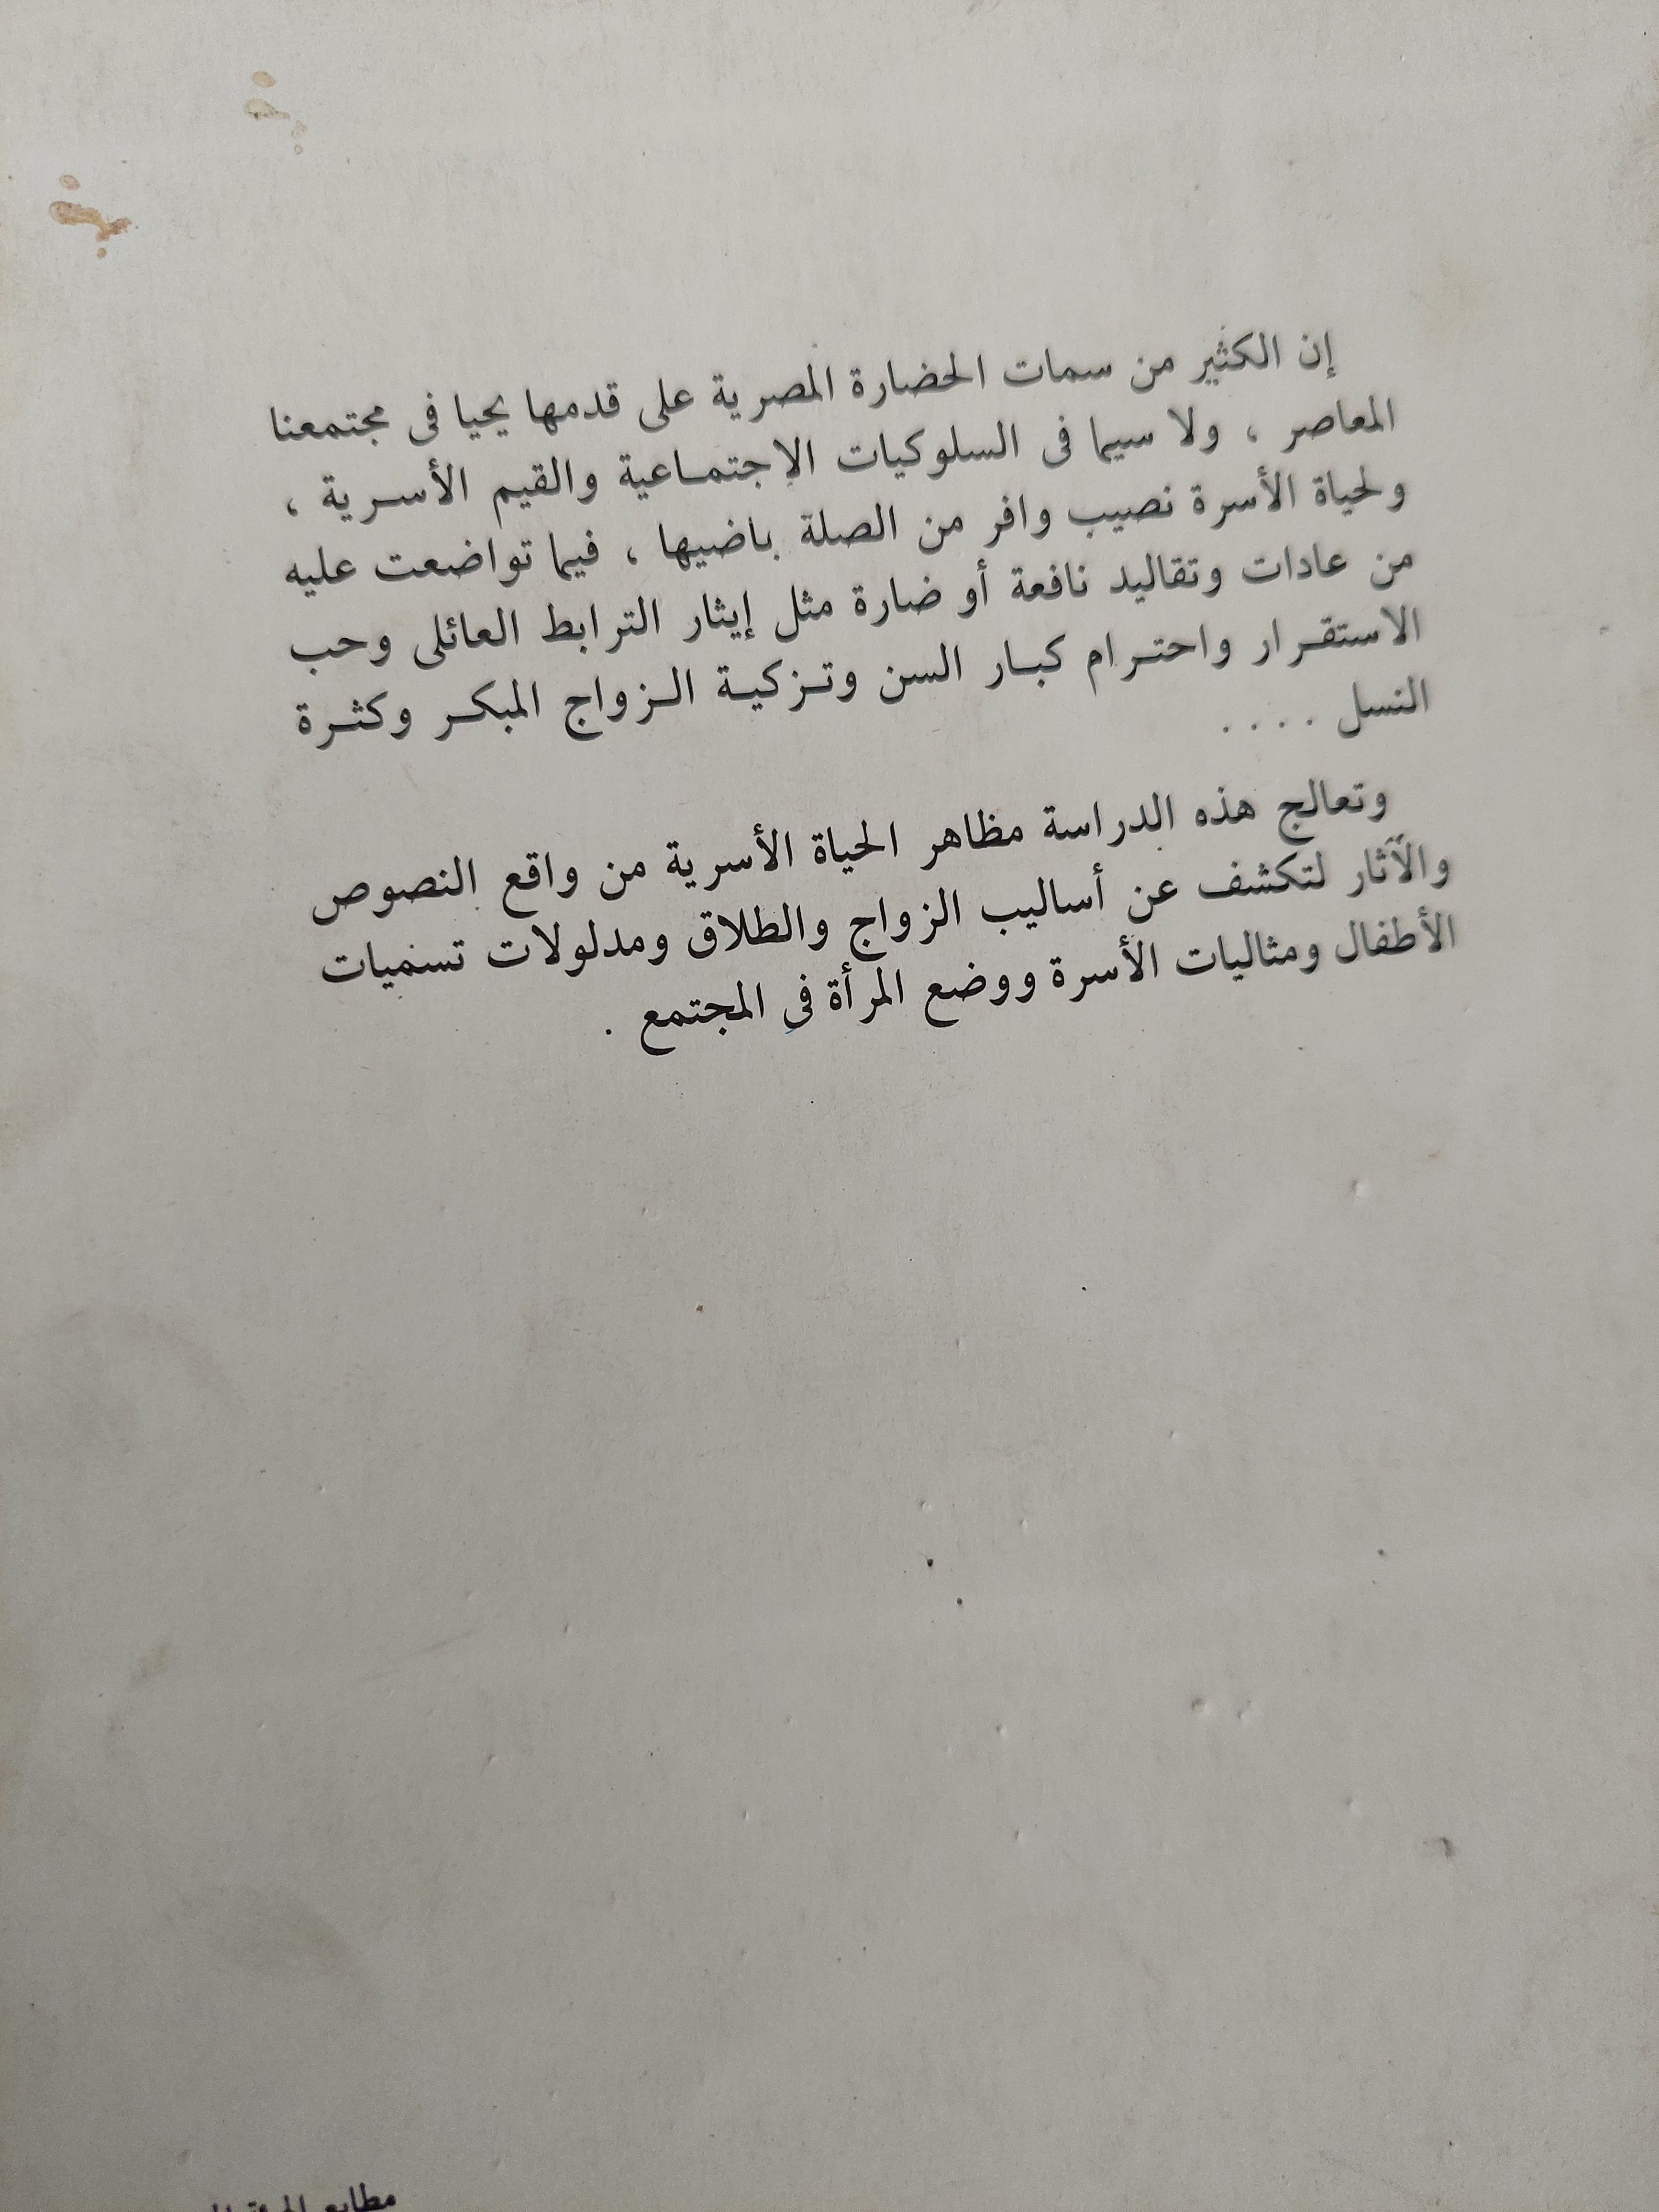 إن الكثير من سمات الحضارة المصرية على قدمها يحيا فى مجتمعنا
المعاصر ، ولا سيما فى السلوكيات الإجتماعية والقيم الأسرية ،
ولحياة الأسرة نصيب وافر من الصلة باضيها ، فيما تواضعت عليه
من عادات وتقاليد نافعة أو ضارة مثل إيثار الترابط العائلى وحب
الاستقرار واحترام كبار السن وتزكية الزواج المبكر وكثرة
النسل ....
وتعالج هذه الدراسة مظاهر الحياة الأسرية من واقع النصوص
والآثار لتكشف عن أساليب الزواج والطلاق ومدلولات تسميات
الأطفال ومثاليات الأسرة ووضع المرأة فى المجتمع .
مطابع